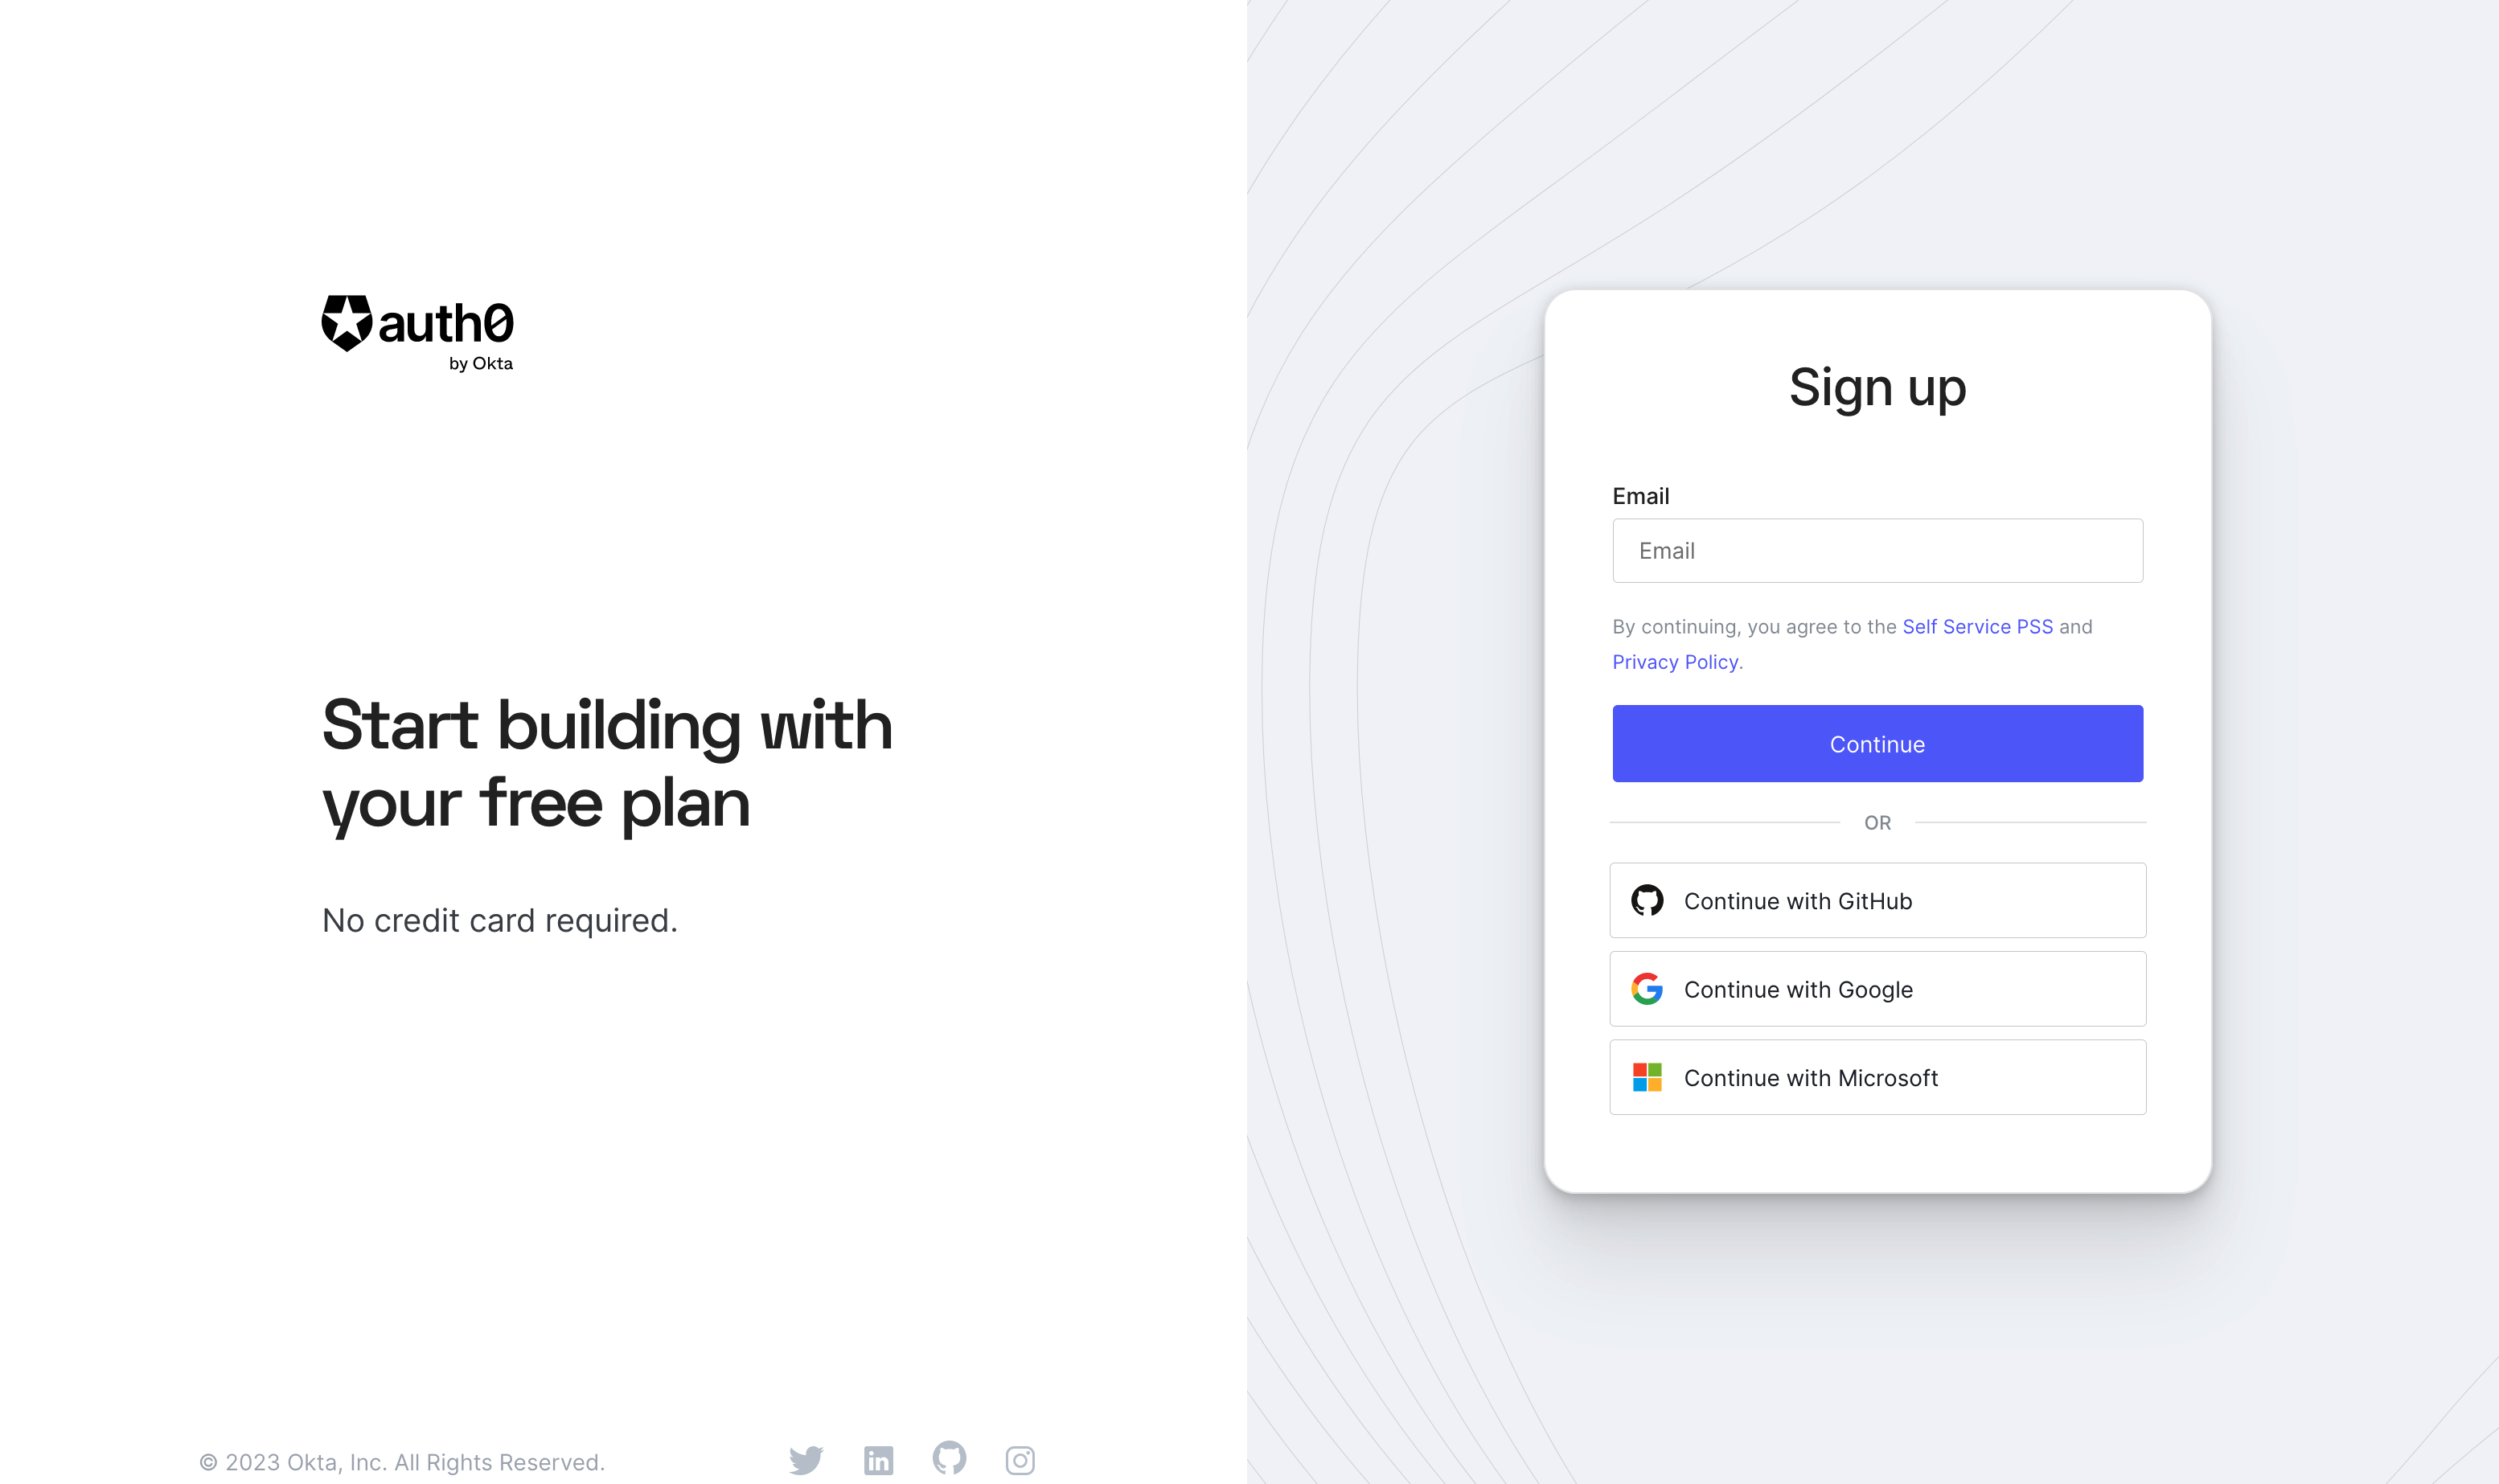 auth0
by Okta
Start building with
your free plan
No credit card required.
© 2023 Okta, Inc. All Rights Reserved.
Sign up
Email
Email
By continuing, you agree to the Self Service PSS and
Privacy Policy.
Continue
OR
Continue with GitHub
Continue with Google
Continue with Microsoft